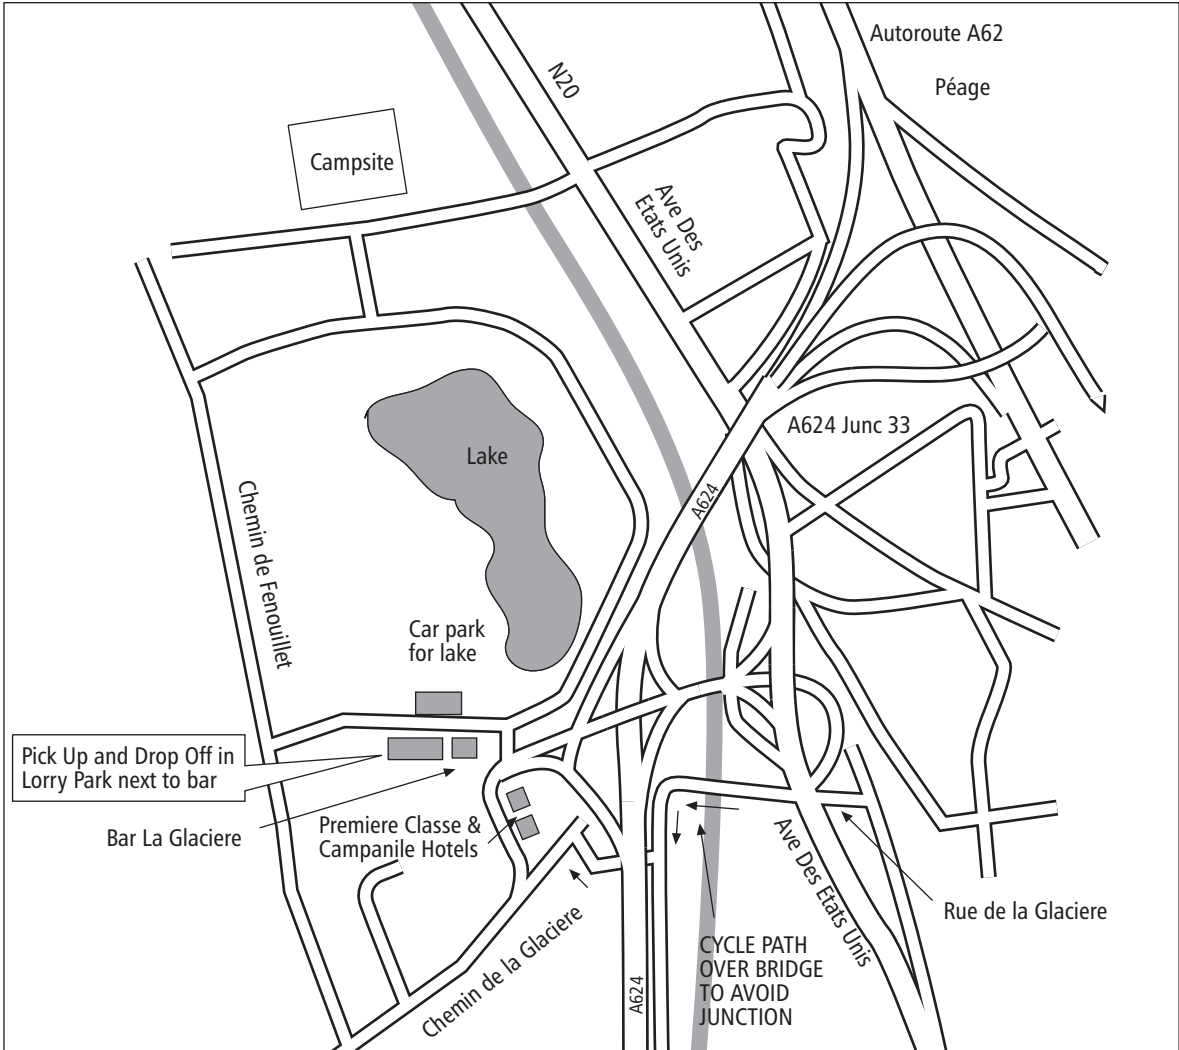 Autoroute A62
Péage
N20
Campsite
Ave Des
Etats Unis
A624 Junc 33
Lake
A624
Chemin de Fenouillet
Car park
for lake
Pick Up and Drop Off in
Lorry Park next to bar
Bar La Glaciere
Premiere Classe &
Campanile Hotels
Ave Des Etats Unis
Rue de la Glaciere
Chemin de la Glaciere
CYCLE PATH
OVER BRIDGE
TO AVOID
JUNCTION
A624